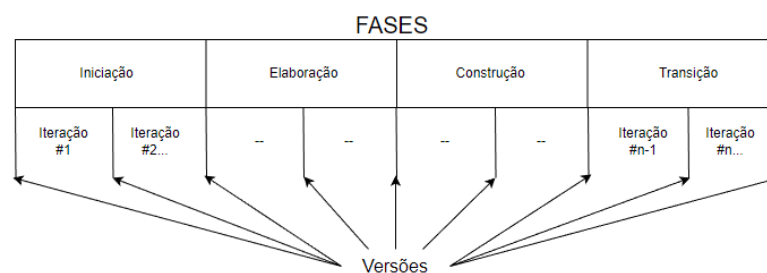 FASES
Iniciação Elaboração Construção Transição
Iteração Iteração -- -- -- -- Iteração Iteração
#1 #2... #n-1 #n...
Versões